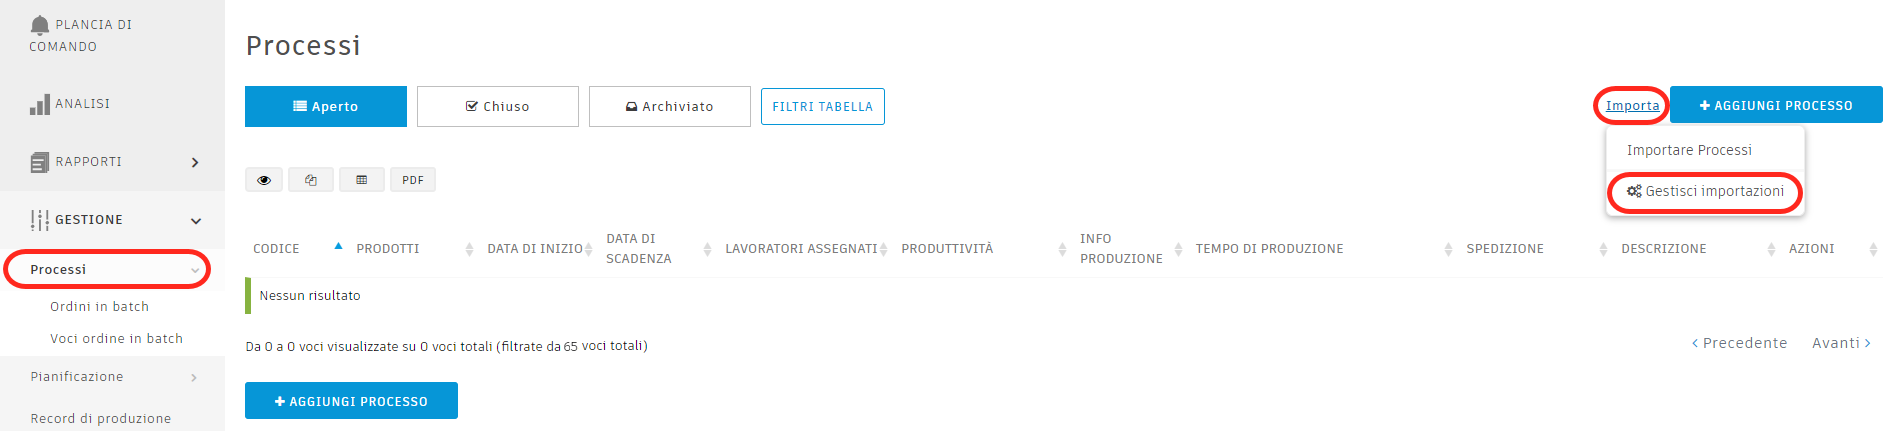 PLANCIA DI
COMANDO
ANALISI
RAPPORTI
GESTIONE
Processi
Ordini in batch
Voci ordine in batch
Pianificazione
Record di produzione
Processi
Aperto
Chiuso
Archiviato
FILTRI TABELLA
Importa
AGGIUNGI PROCESSO
Importare Processi
Gestisci importazioni
PDF
CODICE
PRODOTTI
DATA DI INIZIO
DATA DI
SCADENZA
LAVORATORI ASSEGNATI
PRODUTTIVITÀ
INFO
PRODUZIONE
TEMPO DI PRODUZIONE
SPEDIZIONE
DESCRIZIONE
AZIONI
Nessun risultato
Da 0 a 0 voci visualizzate su 0 voci totali (filtrate da 65 voci totali)
Precedente
Avanti
AGGIUNGI PROCESSO